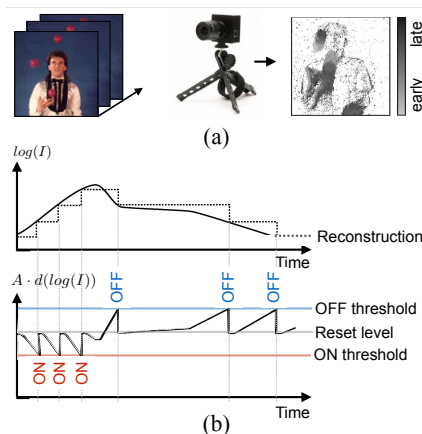 late
early
(a)
log(I)
Reconstruction
Time
A · d(log(I))
OFF
OFF
OFF
OFF threshold
Reset level
ON threshold
ON
ON
ON
Time
(b)